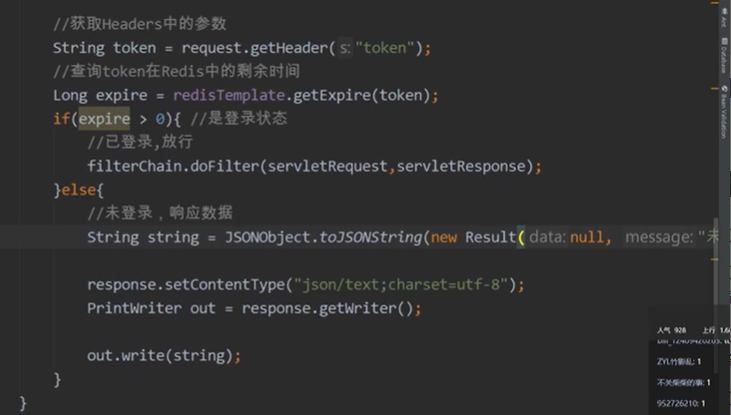 //获取Headers中的参数
String token = request.getHeader( s: "token");
//查询token在Redis中的剩余时间
Long expire = redisTemplate.getExpire(token);
if(expire > 0){ //是登录状态
//已登录,放行
filterChain.doFilter(servletRequest,servletResponse);
}else{
//未登录，响应数据
String string = JSONObject.toJSONString(new Result( data: null, message: "未
response.setContentType("json/text;charset=utf-8");
PrintWriter out = response.getWriter();
out.write(string);
}
}
Ant
Database
Bean Validation
人气 928 上行 1.6
ZYL竹影乱: 1
不关柴柴的事: 1
952726210: 1